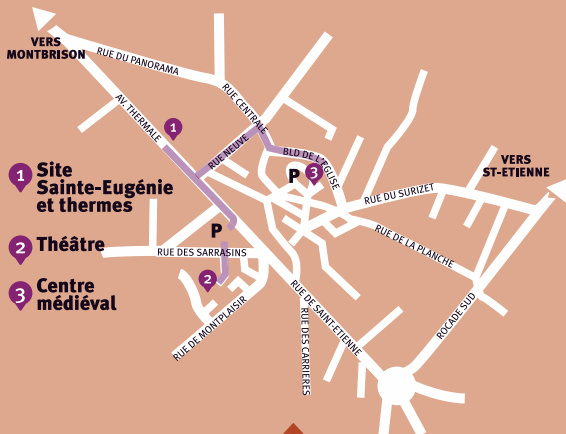 VERS
MONTBRISON
RUE DU PANORAMA
AV. THERMALE
RUE CENTRALE
1
RUE NEUVE
BLD DE L'EGLISE
P
3
VERS
ST-ETIENNE
RUE DU SURIZET
1 Site
Sainte-Eugénie
et thermes
2 Théâtre
3 Centre
médiéval
P
RUE DES SARRASINS
2
RUE DE LA PLANCHE
RUE DE MONTPLAISIR
RUE DE SAINT-ETIENNE
RUE DES CARRIERES
ROCADE SUD